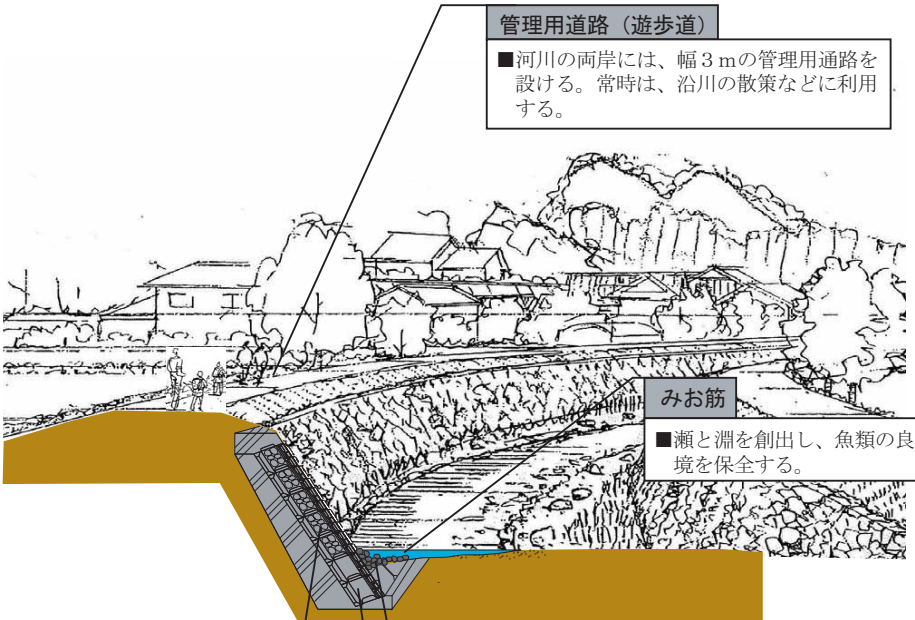 管理用道路（遊歩道）
■河川の両岸には、幅３ｍの管理用通路を
設ける。常時は、沿川の散策などに利用
する。
みお筋
■瀬と淵を創出し、魚類の良
境を保全する。